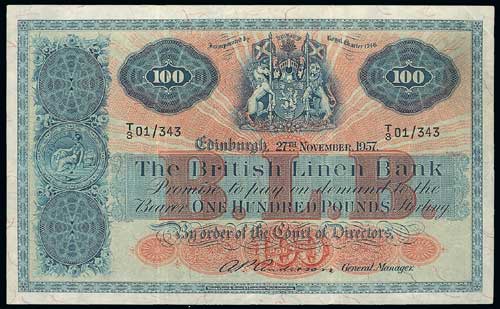 Incorporated by Royal Charter 1746.
100 100
T/3 01/343 T/3 01/343
Edinburgh, 27TH NOVEMBER, 1957.
The British Linen Bank
Promise to pay on demand to the
Bearer ONE HUNDRED POUNDS Sterling
By order of the Court of Directors,
100
General Manager.
BLB